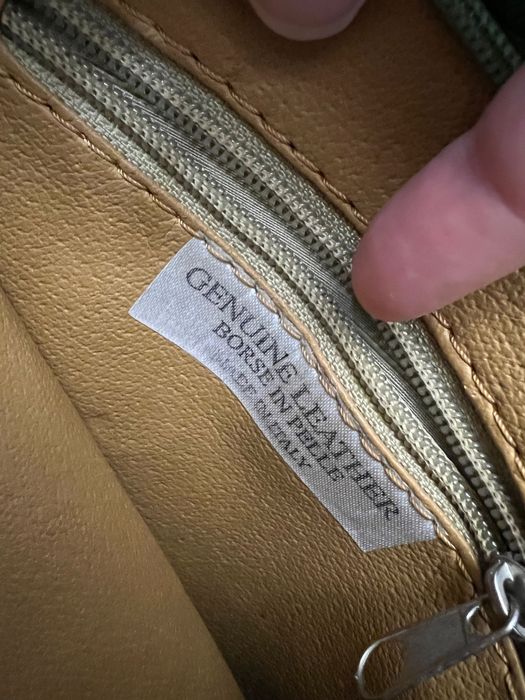 GENUINE LEATHER
BORSE IN PELLE
MADE IN ITALY